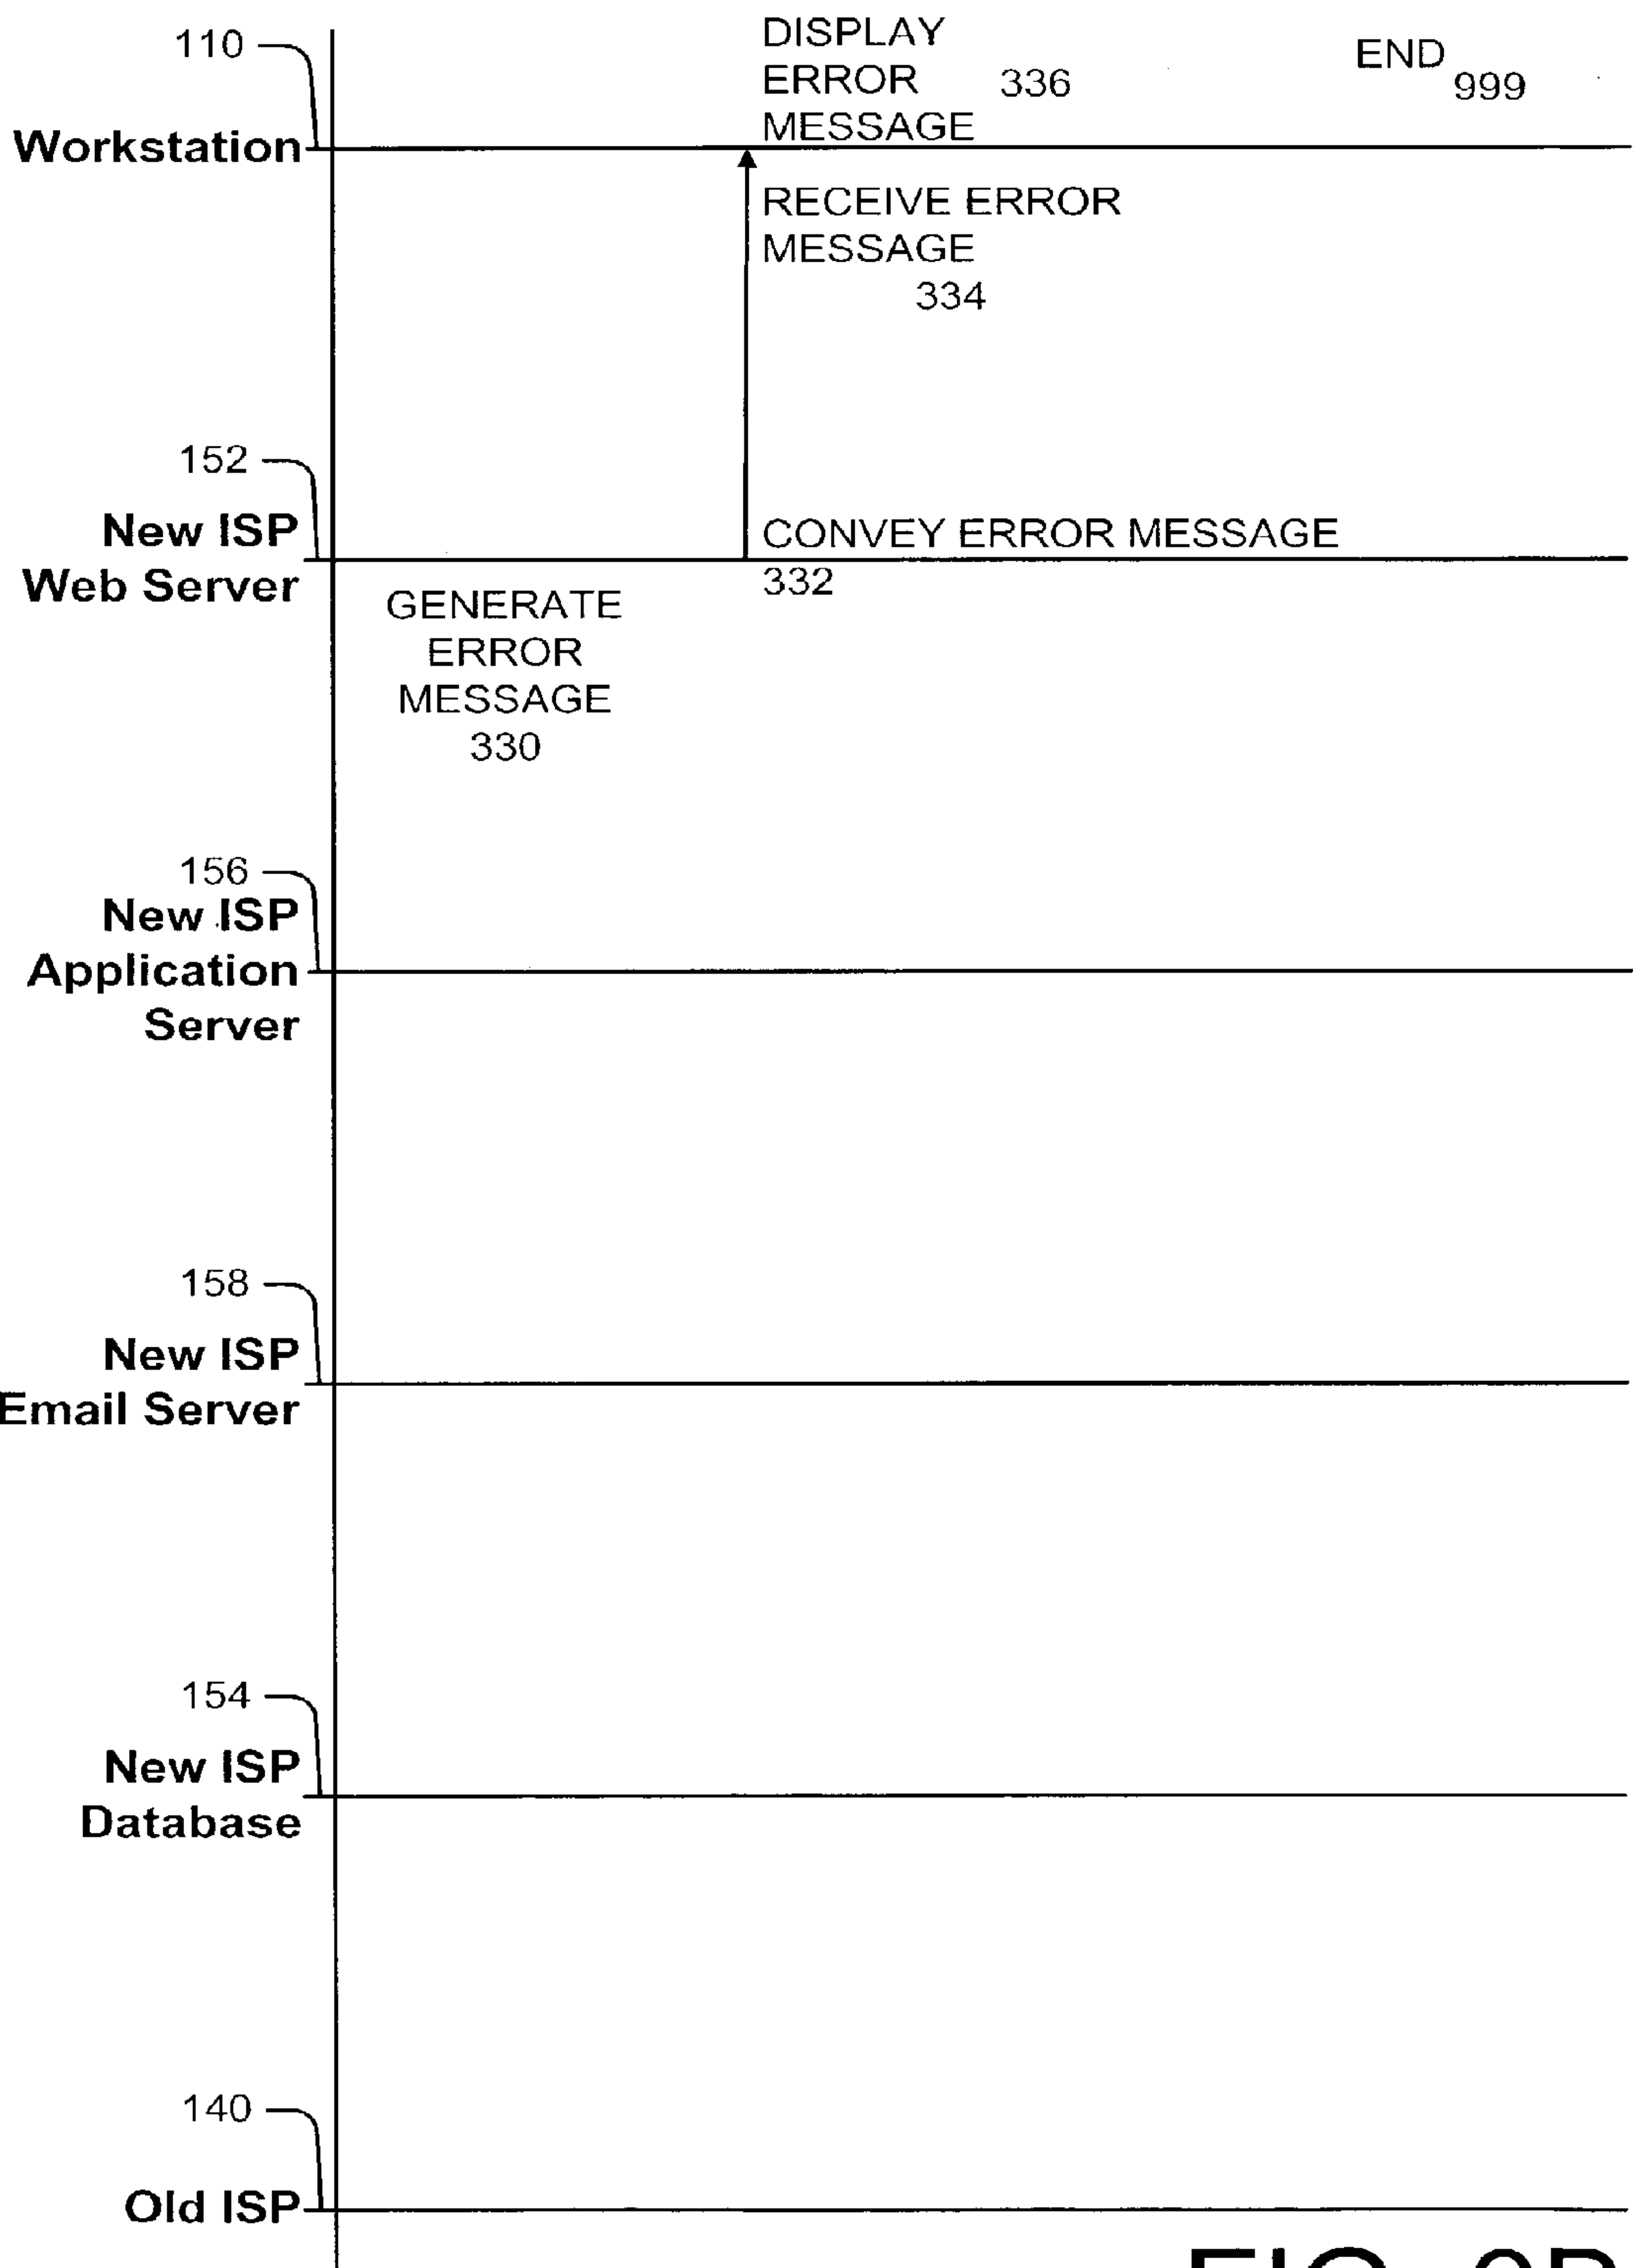 110
DISPLAY
ERROR 336
MESSAGE
END
999
Workstation
RECEIVE ERROR
MESSAGE
334
152
New ISP
Web Server
CONVEY ERROR MESSAGE
332
GENERATE
ERROR
MESSAGE
330
156
New ISP
Application
Server
158
New ISP
Email Server
154
New ISP
Database
140
Old ISP